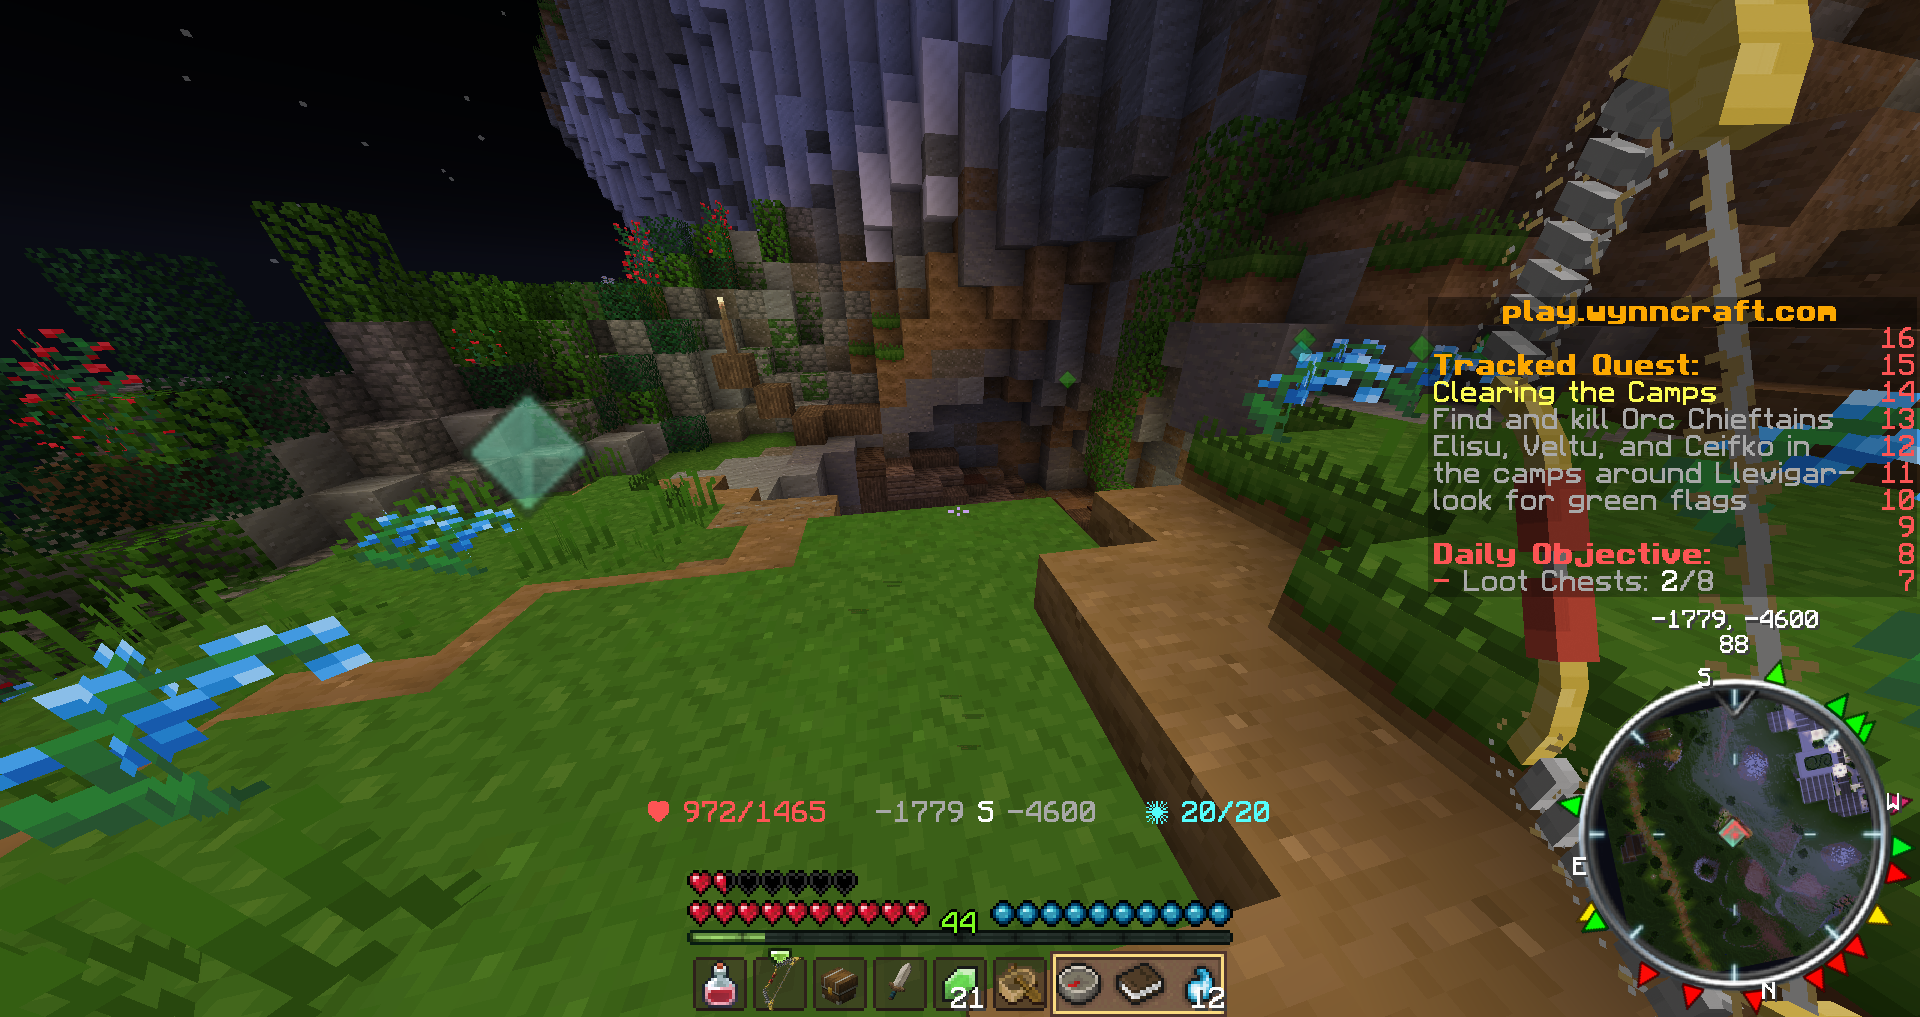 play.wynncraft.com
16
Tracked Quest: 15
Clearing the Camps 14
Find and kill Orc Chieftains 13
Elisu, Veltu, and Ceifko in 12
the camps around Llevigar- 11
look for green flags 10
9
Daily Objective: 8
- Loot Chests: 2/8 7
-1779, -4600
88
S
W
E
N
972/1465 -1779 S -4600 20/20
44
21
12